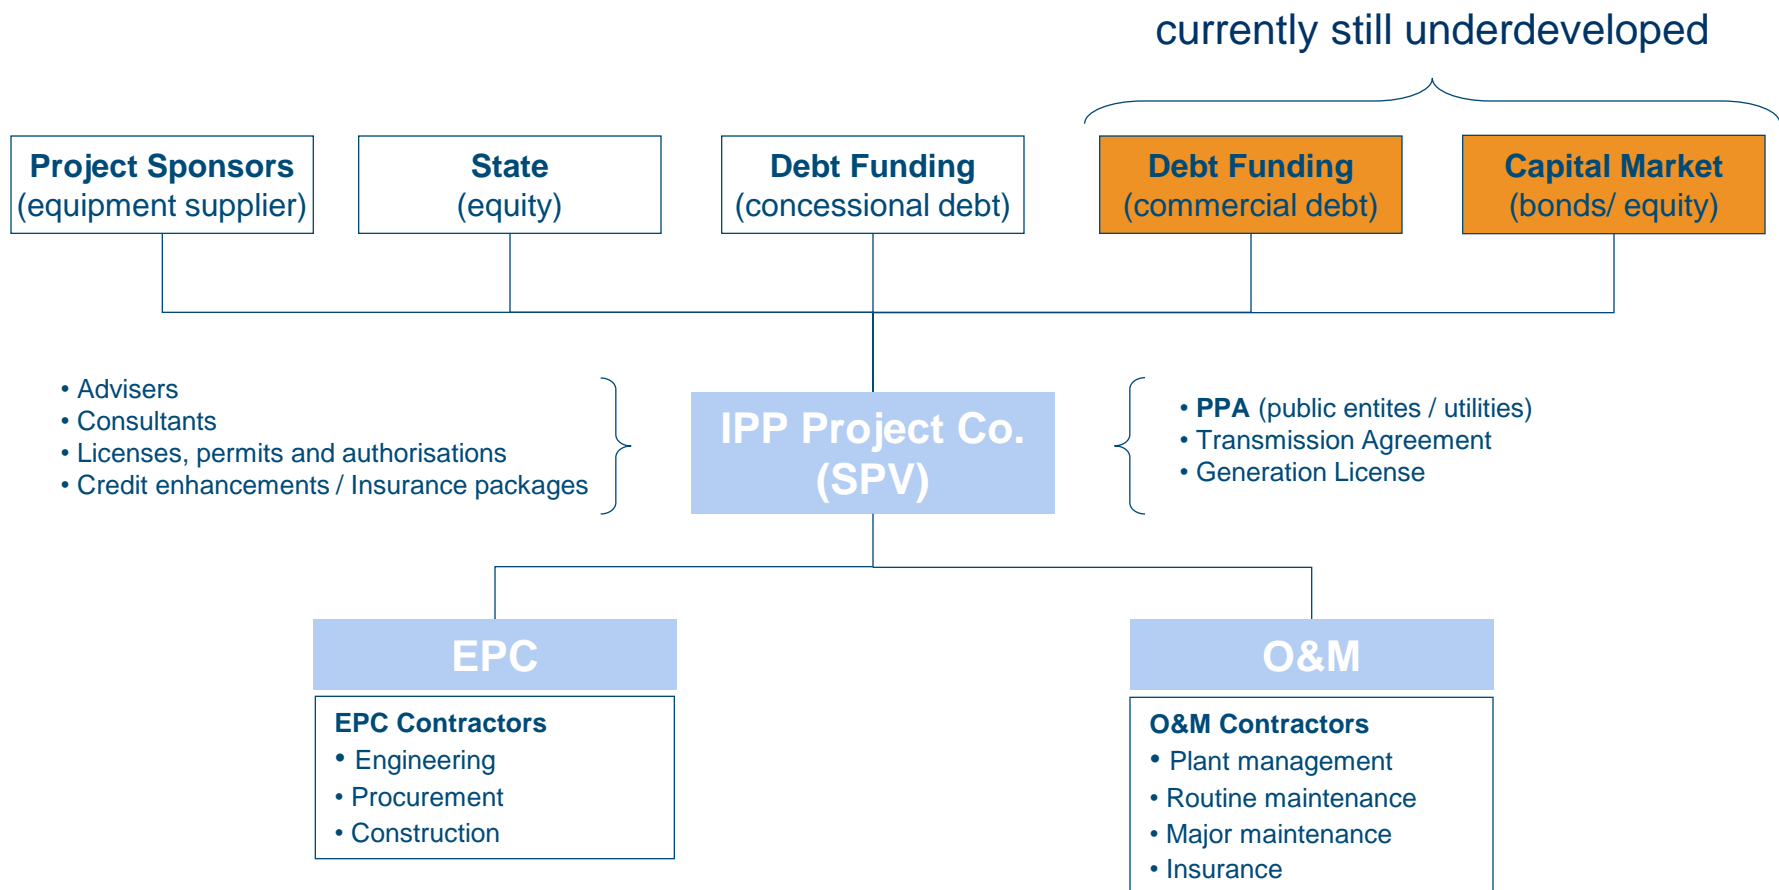 currently still underdeveloped
Project Sponsors
(equipment supplier)
State
(equity)
Debt Funding
(concessional debt)
Debt Funding
(commercial debt)
Capital Market
(bonds/ equity)
• Advisers
• Consultants
• Licenses, permits and authorisations
• Credit enhancements / Insurance packages
IPP Project Co.
(SPV)
• PPA (public entites / utilities)
• Transmission Agreement
• Generation License
EPC
EPC Contractors
• Engineering
• Procurement
• Construction
O&M
O&M Contractors
• Plant management
• Routine maintenance
• Major maintenance
• Insurance